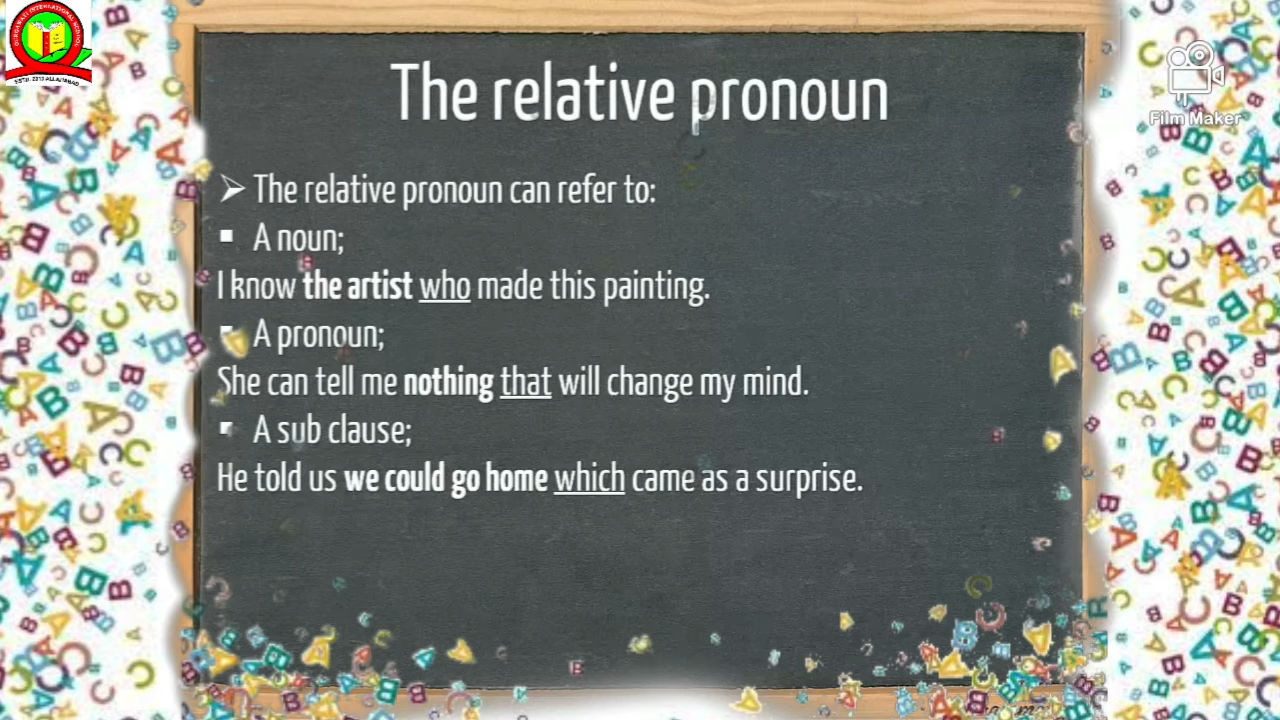 The relative pronoun
Film Maker
➢ The relative pronoun can refer to:
▪ A noun;
I know the artist who made this painting.
▪ A pronoun;
She can tell me nothing that will change my mind.
▪ A sub clause;
He told us we could go home which came as a surprise.